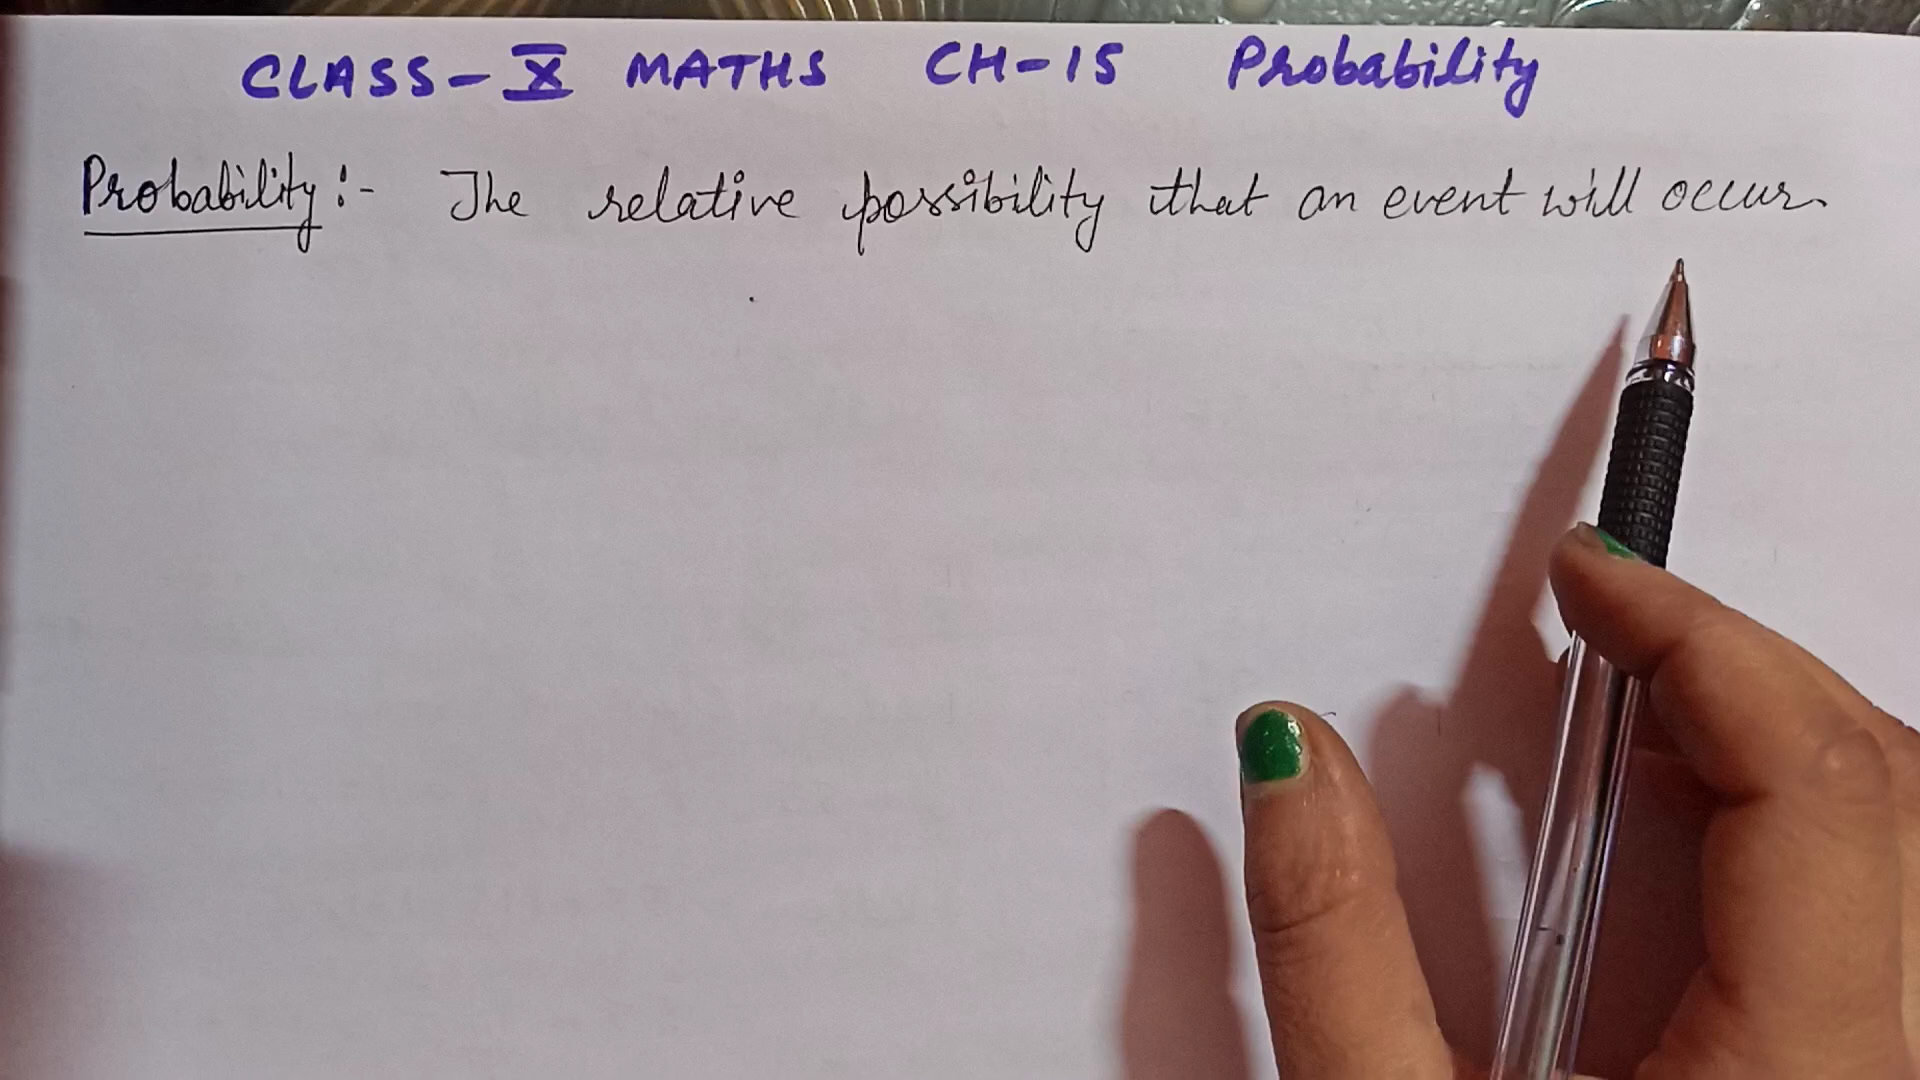 CLASS-X MATHS CH-15 Probability
Probability:- The relative possibility that an event will occur.